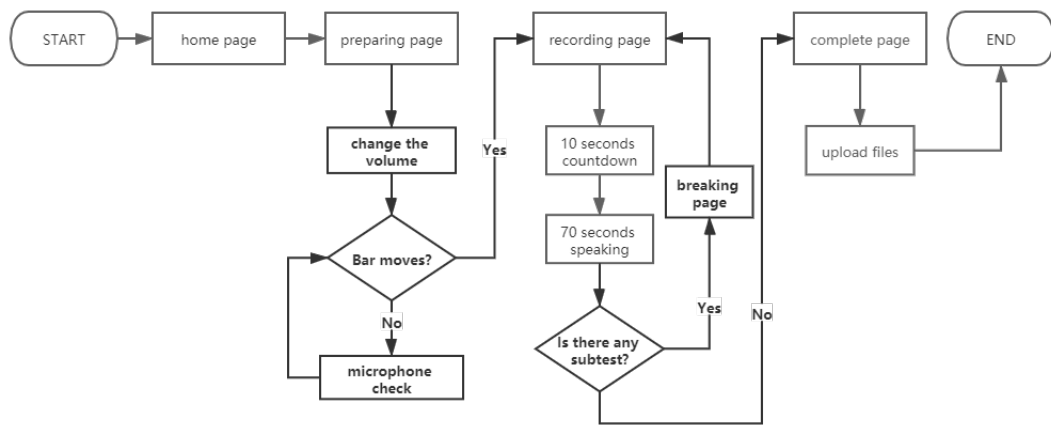 START
home page
preparing page
recording page
complete page
END
change the
volume
Yes
10 seconds
countdown
upload files
breaking
page
70 seconds
speaking
Bar moves?
No
Yes
No
Is there any
subtest?
microphone
check